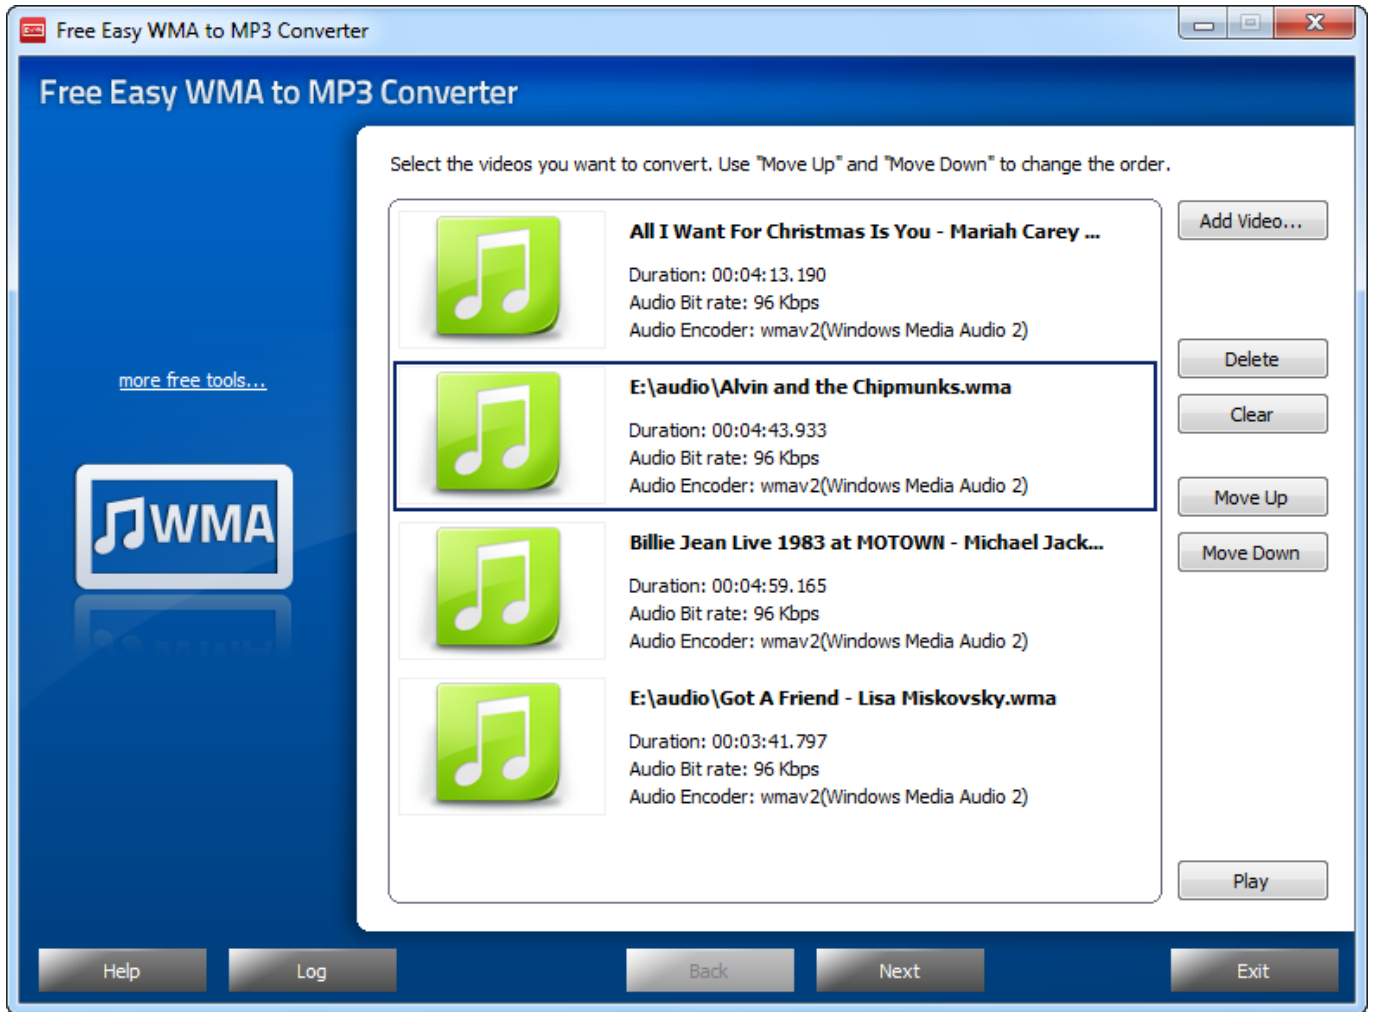 Free Easy WMA to MP3 Converter
Free Easy WMA to MP3 Converter
Select the videos you want to convert. Use "Move Up" and "Move Down" to change the order.
All I Want For Christmas Is You - Mariah Carey ...
Duration: 00:04:13.190
Audio Bit rate: 96 Kbps
Audio Encoder: wmav2(Windows Media Audio 2)
E:\audio\Alvin and the Chipmunks.wma
Duration: 00:04:43.933
Audio Bit rate: 96 Kbps
Audio Encoder: wmav2(Windows Media Audio 2)
Billie Jean Live 1983 at MOTOWN - Michael Jack...
Duration: 00:04:59.165
Audio Bit rate: 96 Kbps
Audio Encoder: wmav2(Windows Media Audio 2)
E:\audio\Got A Friend - Lisa Miskovsky.wma
Duration: 00:03:41.797
Audio Bit rate: 96 Kbps
Audio Encoder: wmav2(Windows Media Audio 2)
Add Video...
Delete
Clear
Move Up
Move Down
Play
more free tools...
WMA
Help
Log
Back
Next
Exit